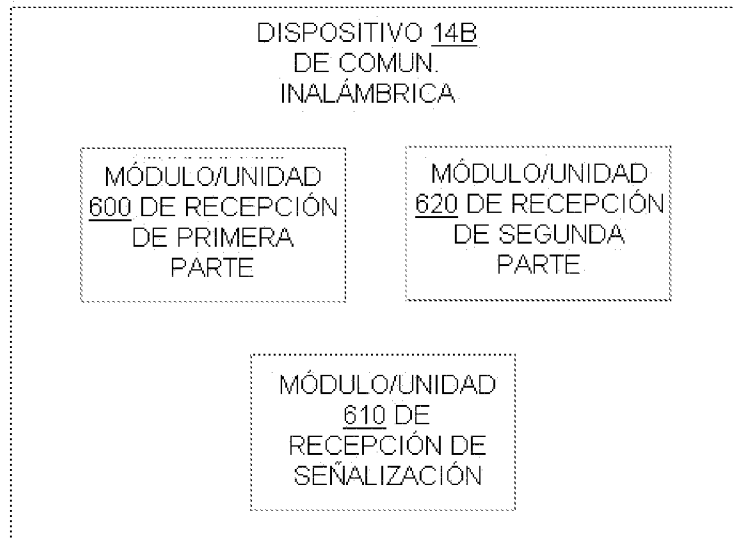 DISPOSITIVO 14B
DE COMUN.
INALÁMBRICA
MÓDULO/UNIDAD
600 DE RECEPCIÓN
DE PRIMERA
PARTE
MÓDULO/UNIDAD
620 DE RECEPCIÓN
DE SEGUNDA
PARTE
MÓDULO/UNIDAD
610 DE
RECEPCIÓN DE
SEÑALIZACIÓN